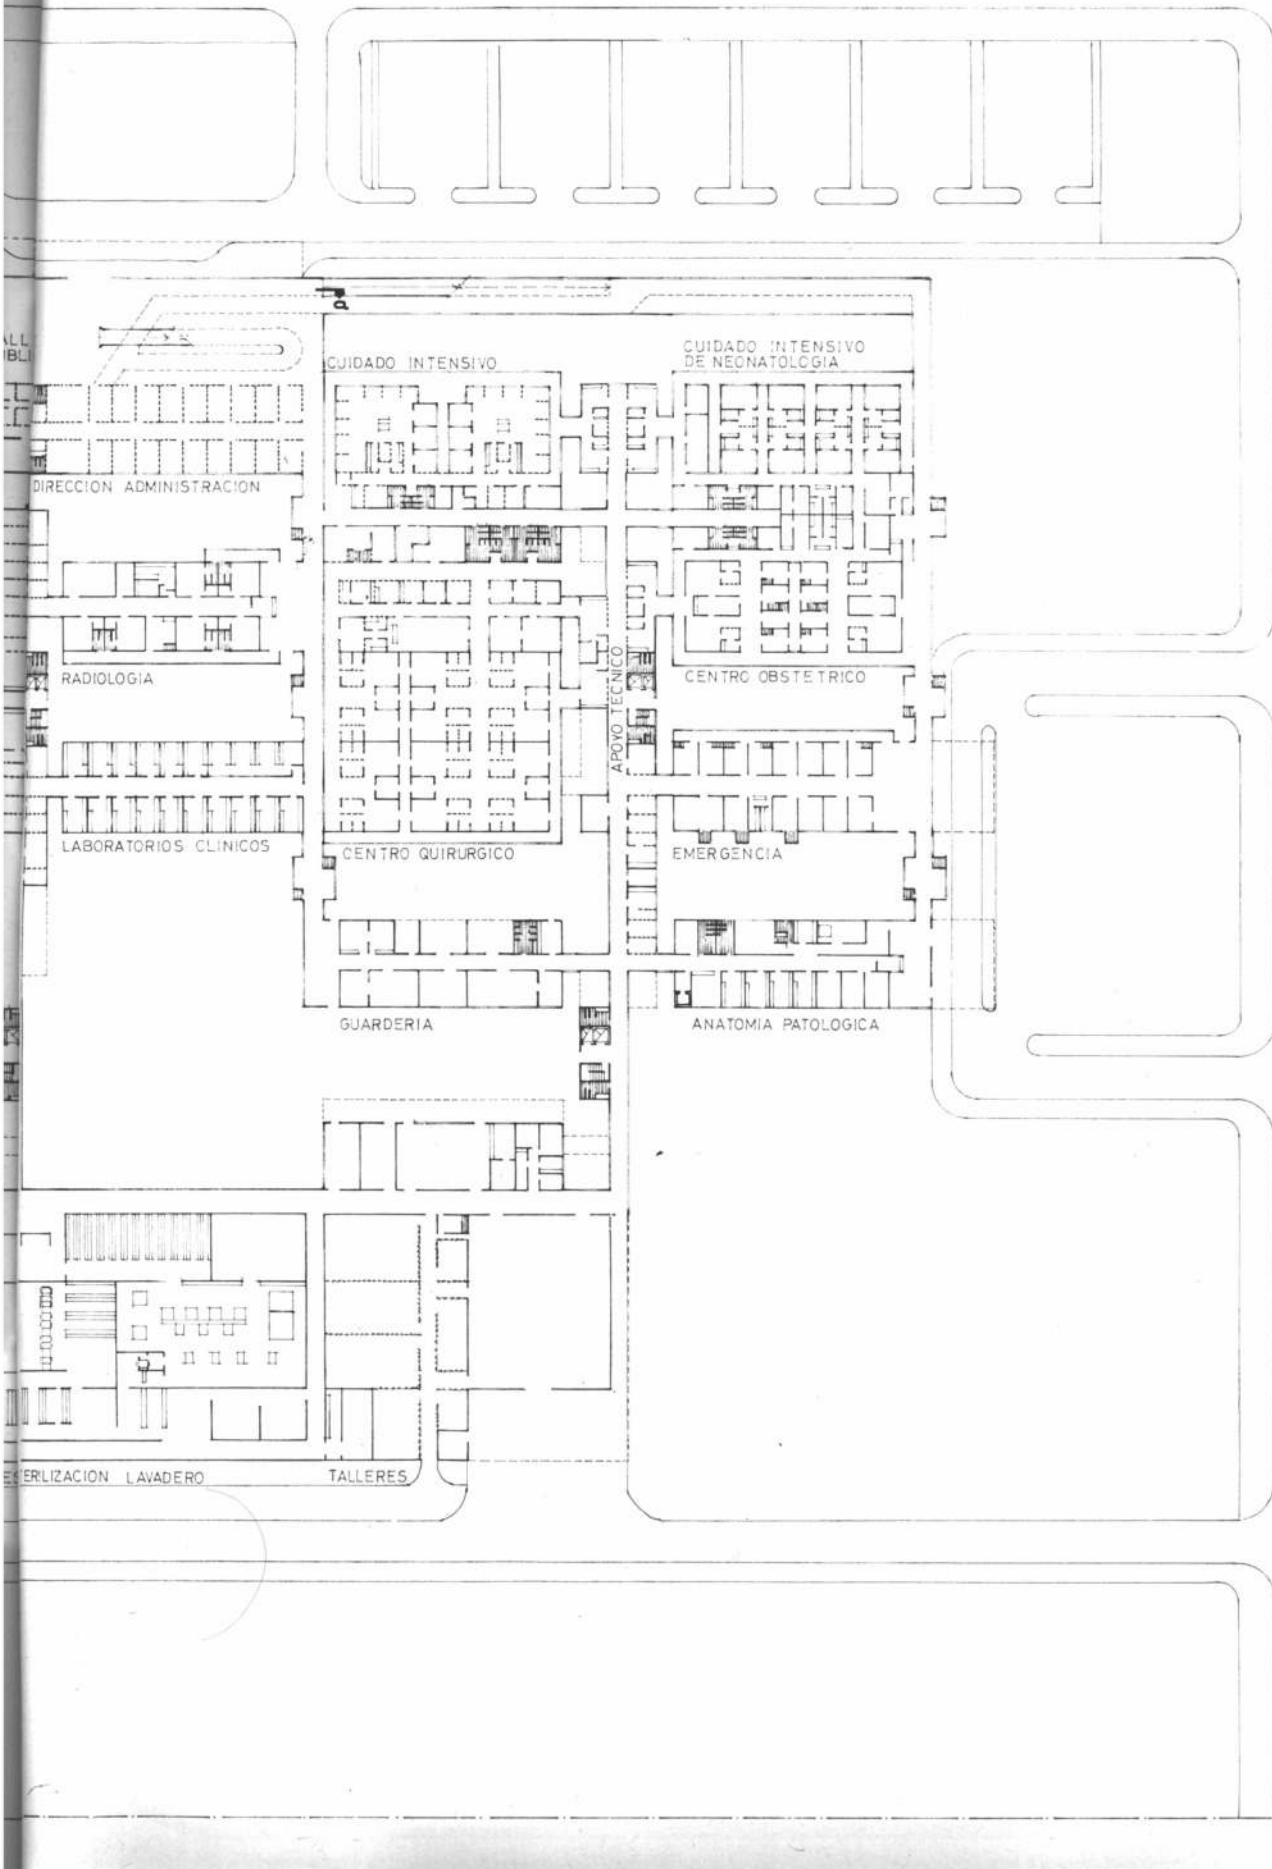 CUIDADO INTENSIVO
CUIDADO INTENSIVO
DE NEONATOLOGIA
DIRECCION ADMINISTRACION
RADIOLOGIA
APOYO TECNICO
CENTRO OBSTETRICO
LABORATORIOS CLINICOS
CENTRO QUIRURGICO
EMERGENCIA
GUARDERIA
ANATOMIA PATOLOGICA
LAVADERO
TALLERES